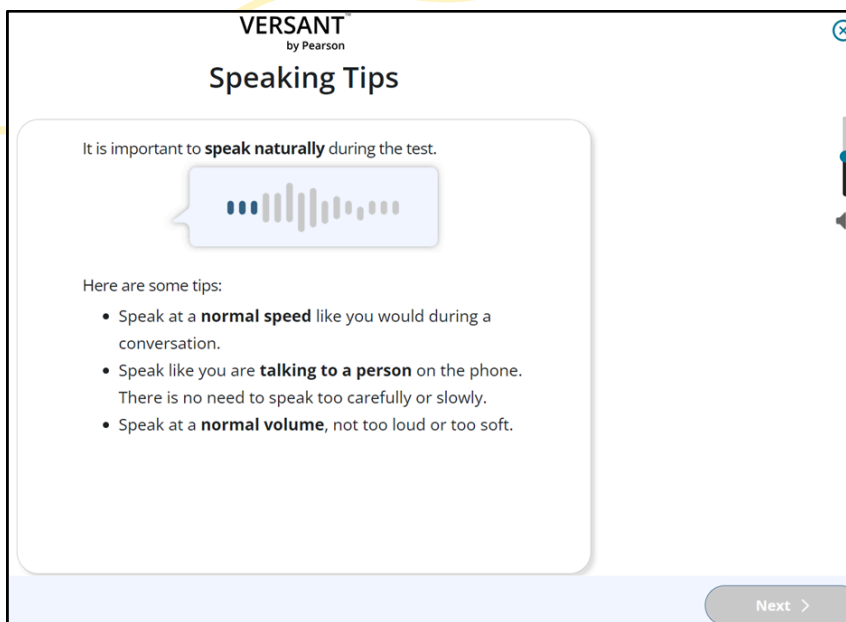 VERSANT™
by Pearson
Speaking Tips
It is important to speak naturally during the test.
Here are some tips:
• Speak at a normal speed like you would during a
conversation.
• Speak like you are talking to a person on the phone.
There is no need to speak too carefully or slowly.
• Speak at a normal volume, not too loud or too soft.
Next